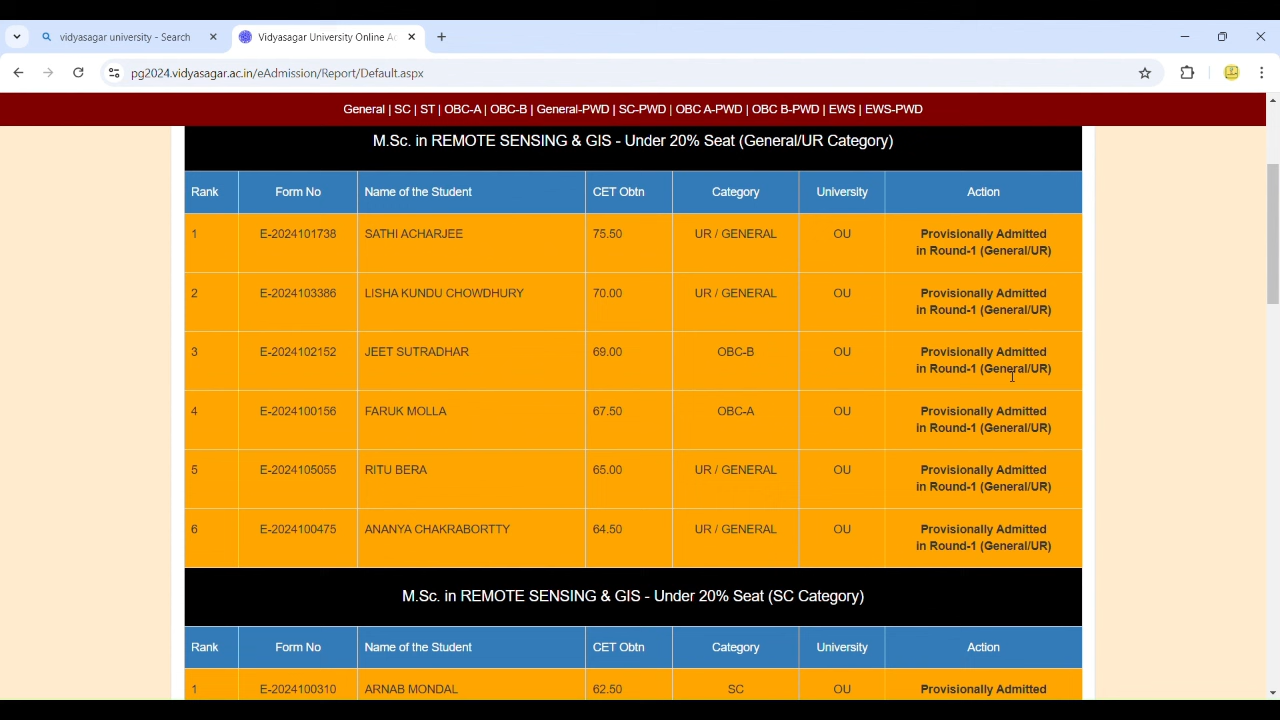 vidyasagar university - Search
Vidyasagar University Online A
pg2024.vidyasagar.ac.in/eAdmission/Report/Default.aspx
General | SC | ST | OBC-A | OBC-B | General-PWD | SC-PWD | OBC A-PWD | OBC B-PWD | EWS | EWS-PWD
M.Sc. in REMOTE SENSING & GIS - Under 20% Seat (General/UR Category)
Rank Form No Name of the Student CET Obtn Category University Action
1 E-2024101738 SATHI ACHARJEE 75.50 UR / GENERAL OU Provisionally Admitted
in Round-1 (General/UR)
2 E-2024103386 LISHA KUNDU CHOWDHURY 70.00 UR / GENERAL OU Provisionally Admitted
in Round-1 (General/UR)
3 E-2024102152 JEET SUTRADHAR 69.00 OBC-B OU Provisionally Admitted
in Round-1 (General/UR)
4 E-2024100156 FARUK MOLLA 67.50 OBC-A OU Provisionally Admitted
in Round-1 (General/UR)
5 E-2024105055 RITU BERA 65.00 UR / GENERAL OU Provisionally Admitted
in Round-1 (General/UR)
6 E-2024100475 ANANYA CHAKRABORTTY 64.50 UR / GENERAL OU Provisionally Admitted
in Round-1 (General/UR)
M.Sc. in REMOTE SENSING & GIS - Under 20% Seat (SC Category)
Rank Form No Name of the Student CET Obtn Category University Action
1 E-2024100310 ARNAB MONDAL 62.50 SC OU Provisionally Admitted